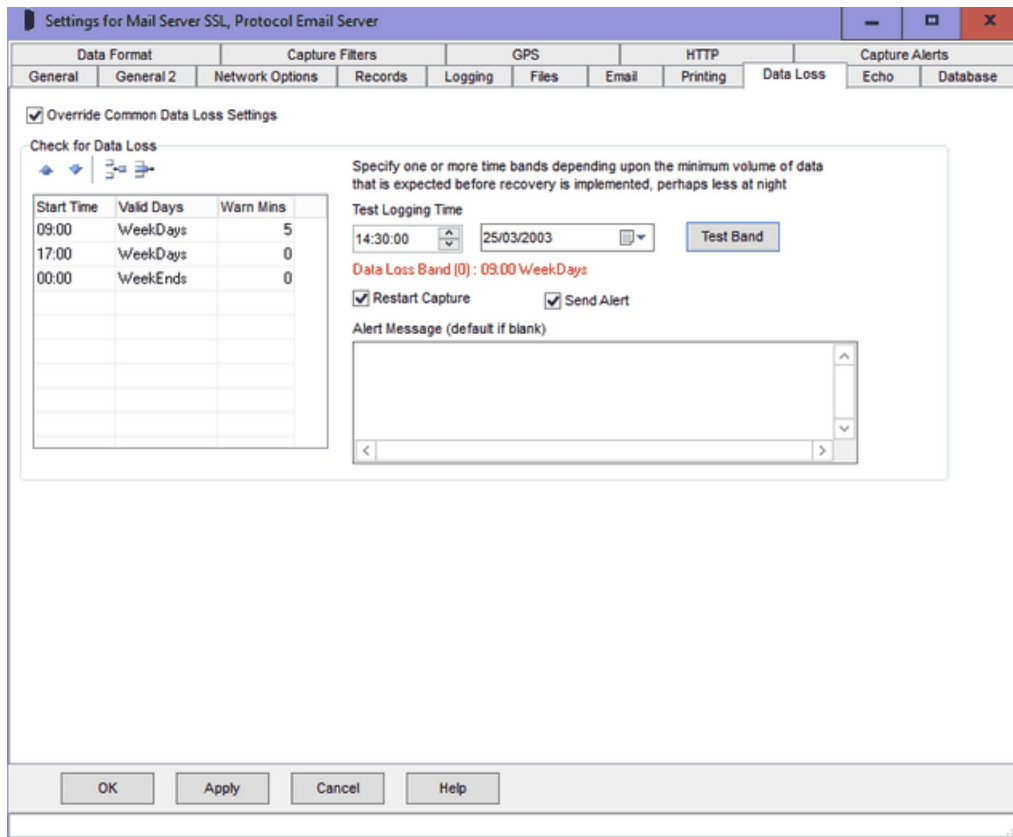 Settings for Mail Server SSL, Protocol Email Server
Data Format Capture Filters GPS HTTP Capture Alerts
General General 2 Network Options Records Logging Files Email Printing Data Loss Echo Database
Override Common Data Loss Settings
Check for Data Loss
Specify one or more time bands depending upon the minimum volume of data
that is expected before recovery is implemented, perhaps less at night
Start Time Valid Days Warn Mins
09:00 WeekDays 5
17:00 WeekDays 0
00:00 WeekEnds 0
Test Logging Time
14:30:00 25/03/2003 Test Band
Data Loss Band (0) : 09:00 WeekDays
Restart Capture Send Alert
Alert Message (default if blank)
OK Apply Cancel Help